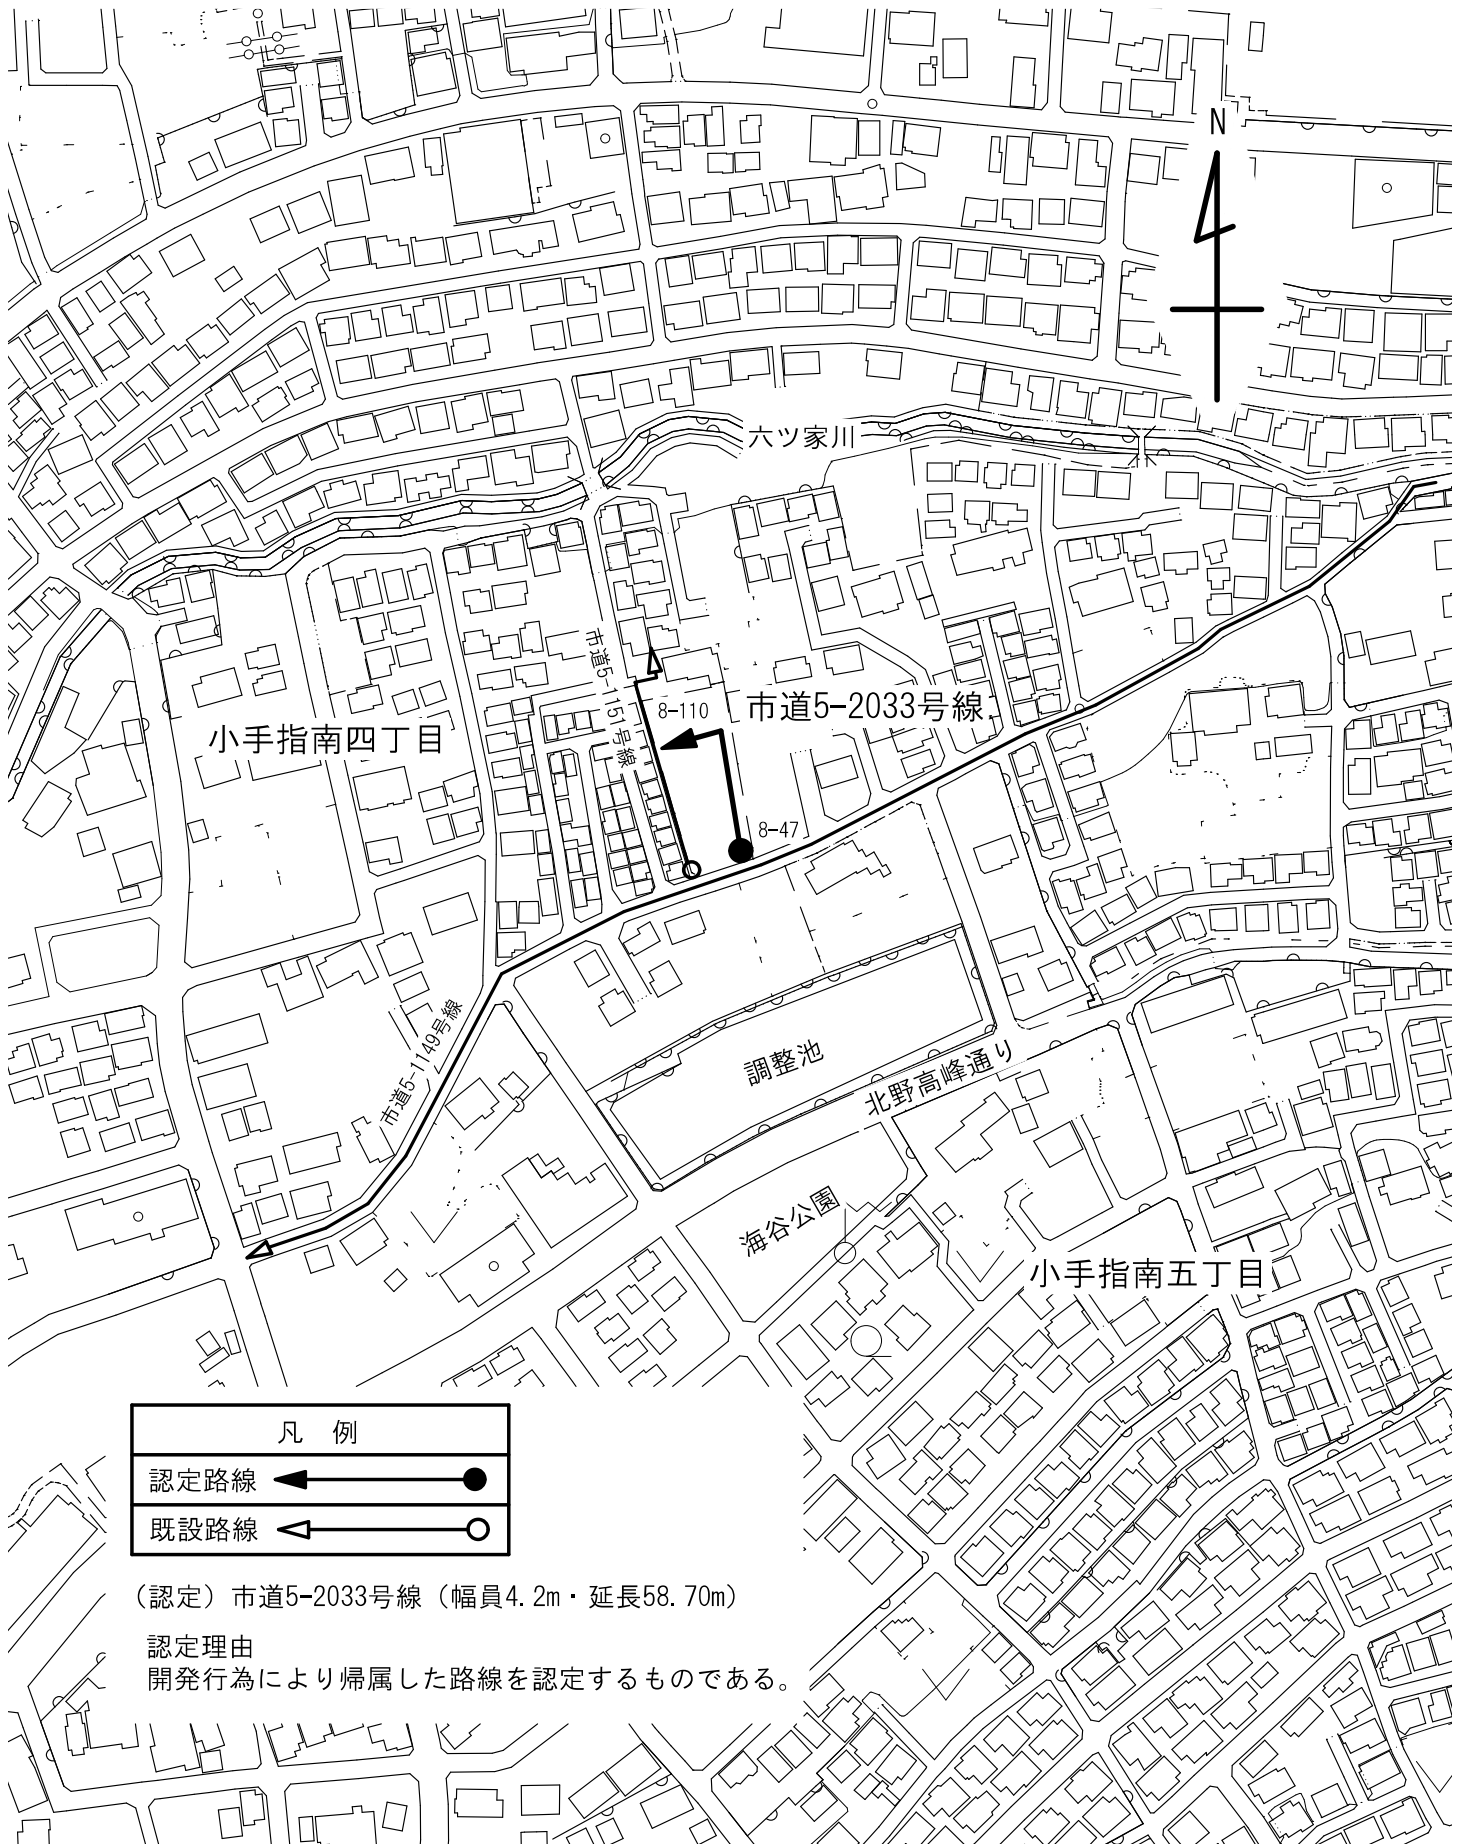 N
六ツ家川
市道5-1151号線
8-110
市道5-2033号線
小手指南四丁目
8-47
市道5-1149号線
調整池
北野高峰通り
海谷公園
小手指南五丁目
凡 例
認定路線
既設路線
（認定）市道5-2033号線（幅員4.2m・延長58.70m）
認定理由
開発行為により帰属した路線を認定するものである。